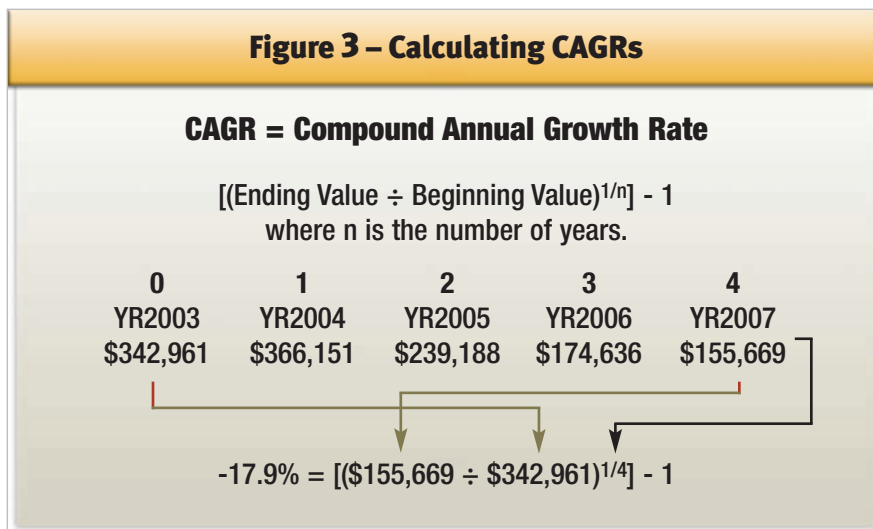 Figure 3 – Calculating CAGRs
CAGR = Compound Annual Growth Rate
[(Ending Value ÷ Beginning Value)^1/n] - 1
where n is the number of years.
0 1 2 3 4
YR2003 YR2004 YR2005 YR2006 YR2007
$342,961 $366,151 $239,188 $174,636 $155,669
-17.9% = [($155,669 ÷ $342,961)^1/4] - 1